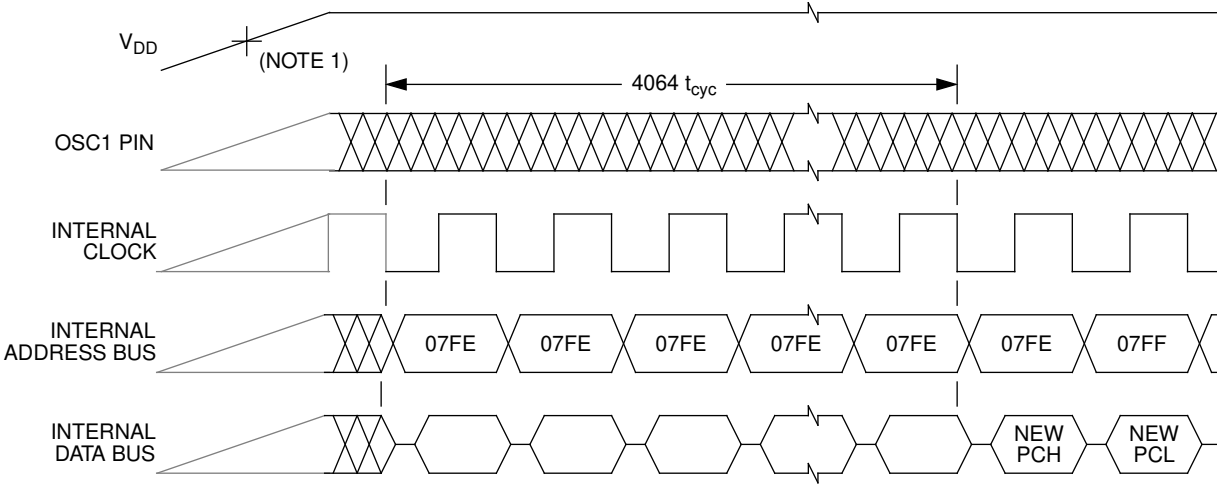 V_DD
(NOTE 1)
4064 t_cyc
OSC1 PIN
INTERNAL
CLOCK
INTERNAL
ADDRESS BUS
07FE 07FE 07FE 07FE 07FE 07FE 07FF
INTERNAL
DATA BUS
NEW
PCH
NEW
PCL